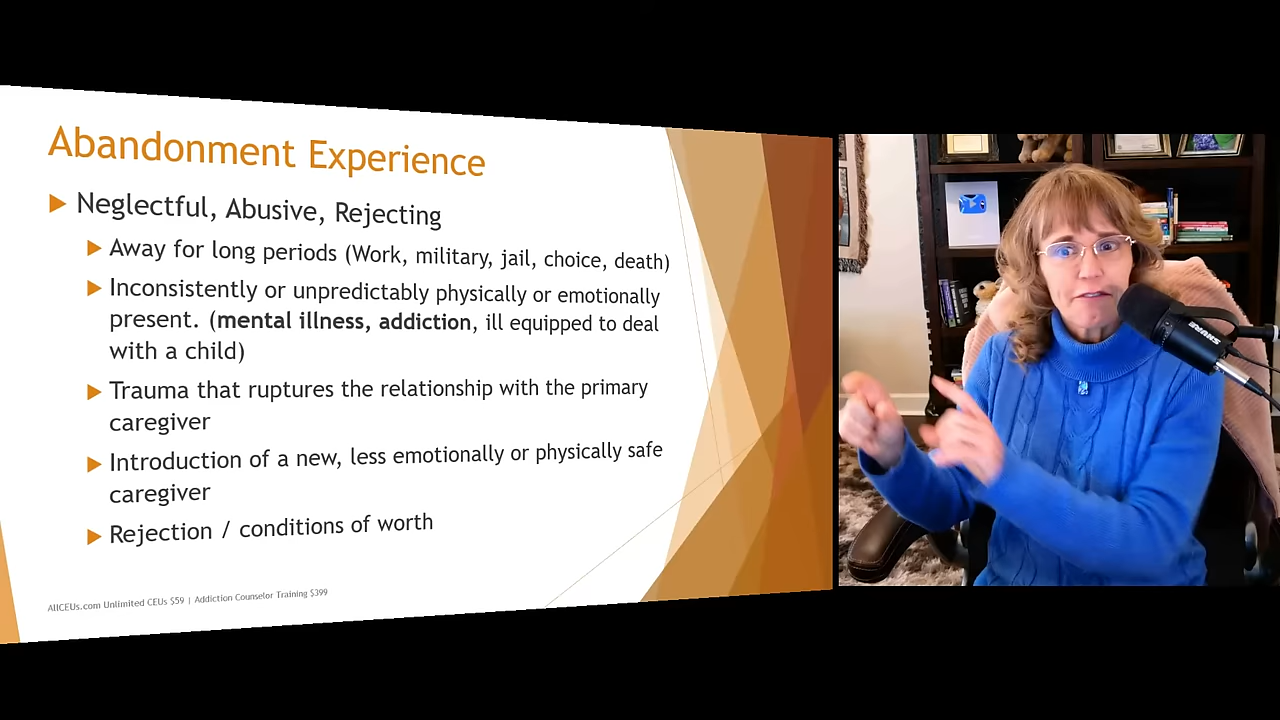 Abandonment Experience
Neglectful, Abusive, Rejecting
Away for long periods (Work, military, jail, choice, death)
Inconsistently or unpredictably physically or emotionally
present. (mental illness, addiction, ill equipped to deal
with a child)
Trauma that ruptures the relationship with the primary
caregiver
Introduction of a new, less emotionally or physically safe
caregiver
Rejection / conditions of worth
AllCEUs.com Unlimited CEUs $59 | Addiction Counselor Training $399
SHURE